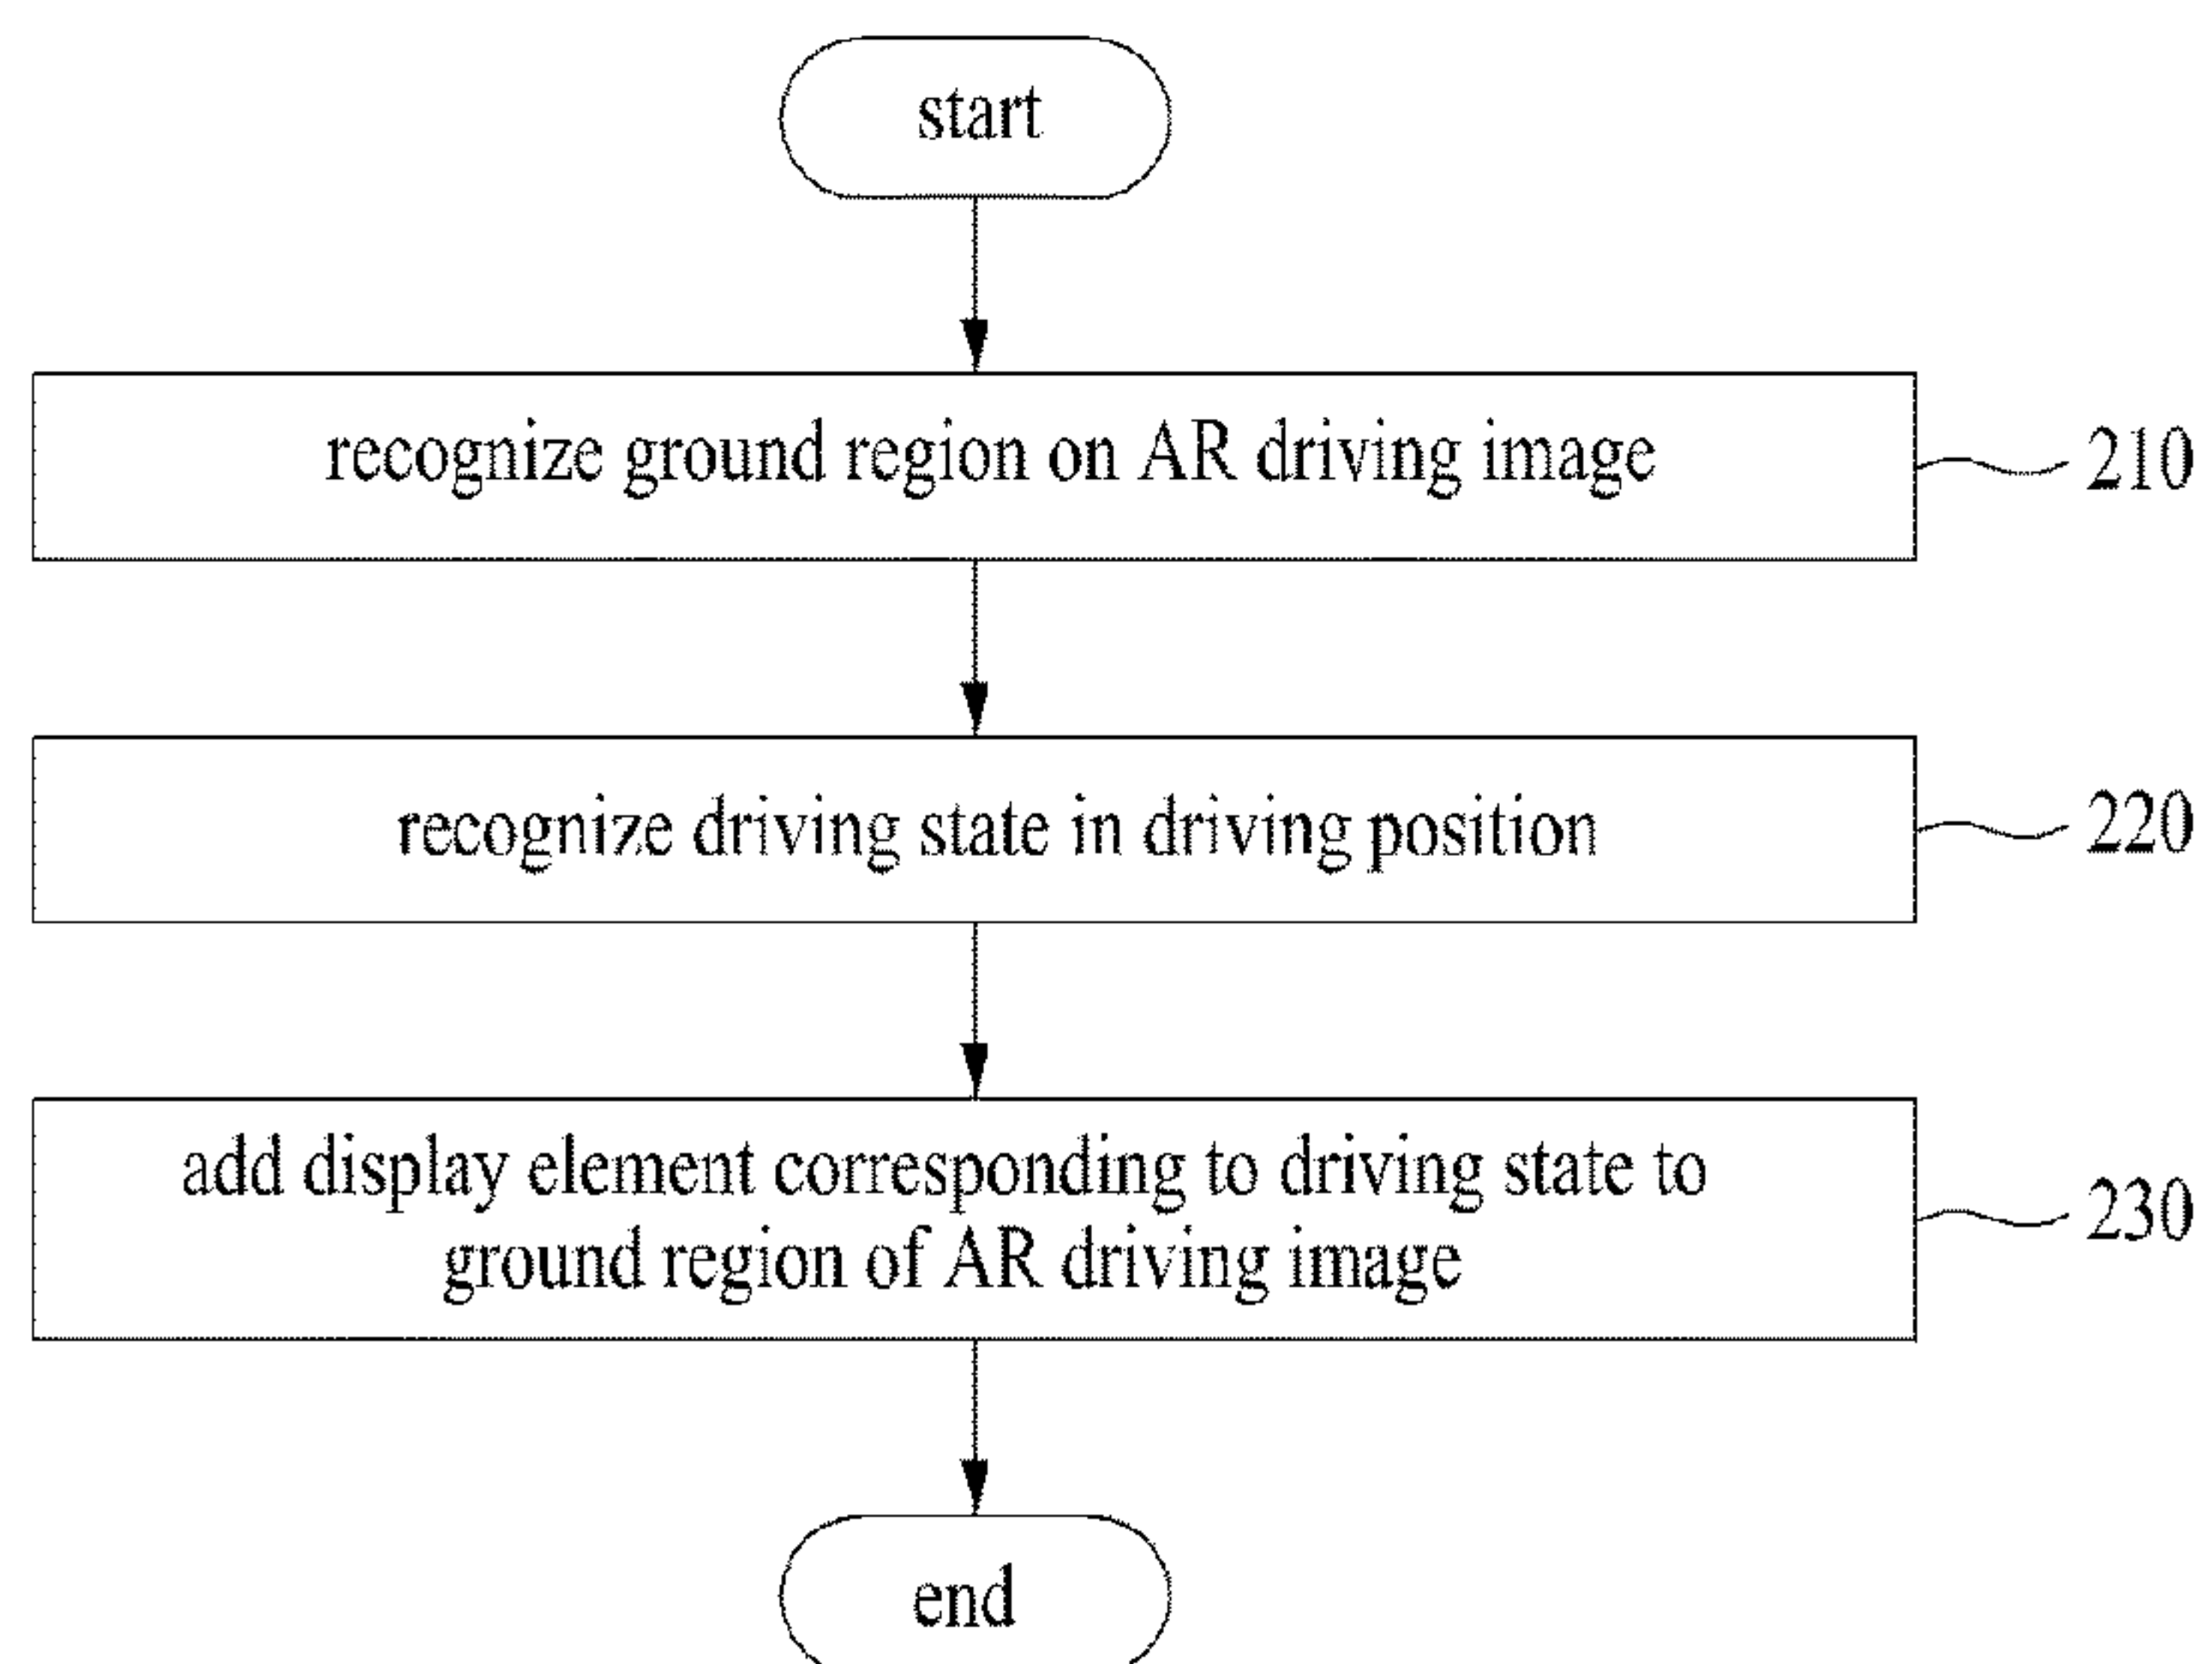 start
recognize ground region on AR driving image
210
recognize driving state in driving position
220
add display element corresponding to driving state to
ground region of AR driving image
230
end